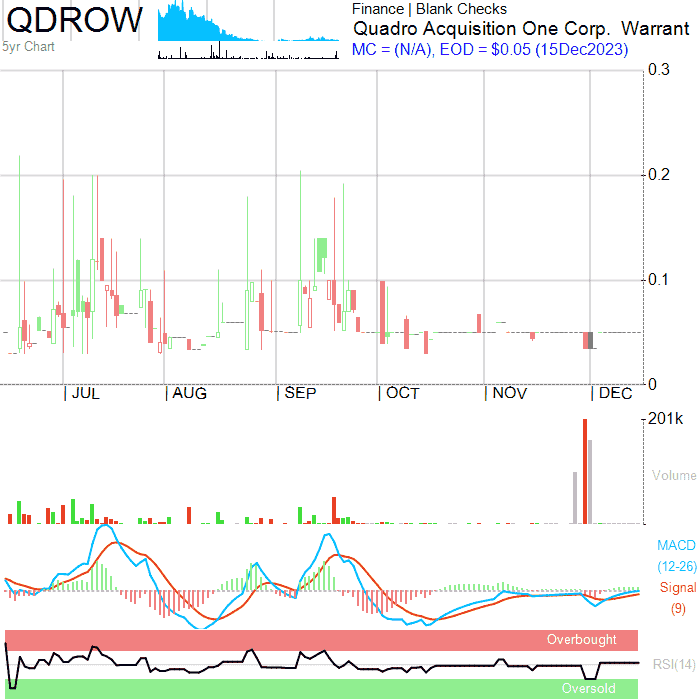 QDROW
5yr Chart
Finance | Blank Checks
Quadro Acquisition One Corp. Warrant
MC = (N/A), EOD = $0.05 (15Dec2023)
0.3
0.2
0.1
0
| JUL | AUG | SEP | OCT | NOV | DEC
201k
Volume
MACD
(12-26)
Signal
(9)
Overbought
RSI(14)
Oversold